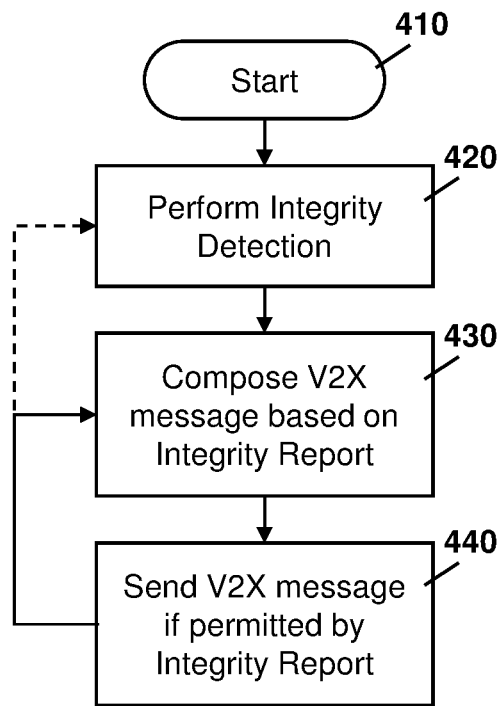 410
Start
420
Perform Integrity
Detection
430
Compose V2X
message based on
Integrity Report
440
Send V2X message
if permitted by
Integrity Report